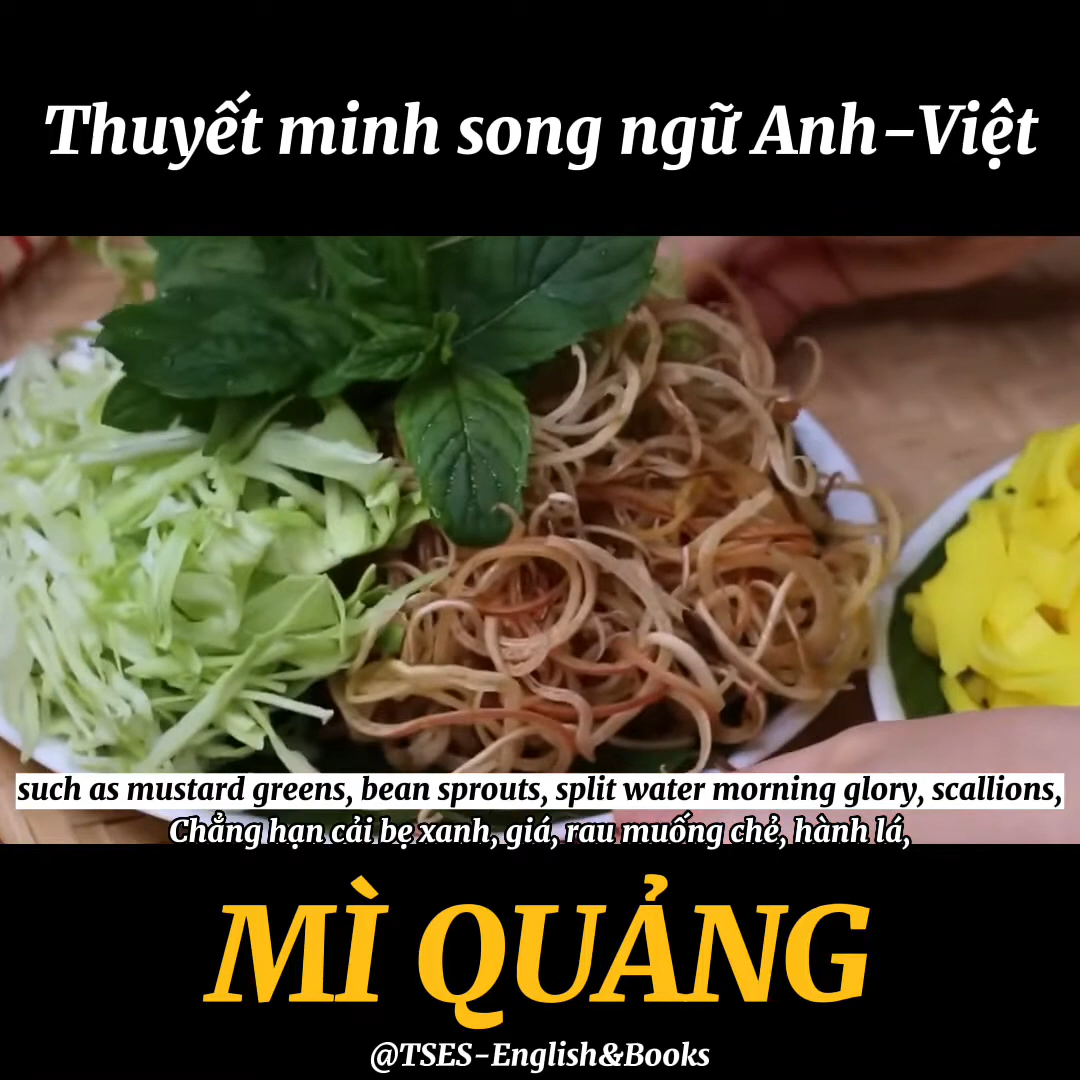 Thuyết minh song ngữ Anh-Việt
such as mustard greens, bean sprouts, split water morning glory, scallions,
Chẳng hạn cải bẹ xanh, giá, rau muống chẻ, hành lá,
MÌ QUẢNG
@TSES-English&Books